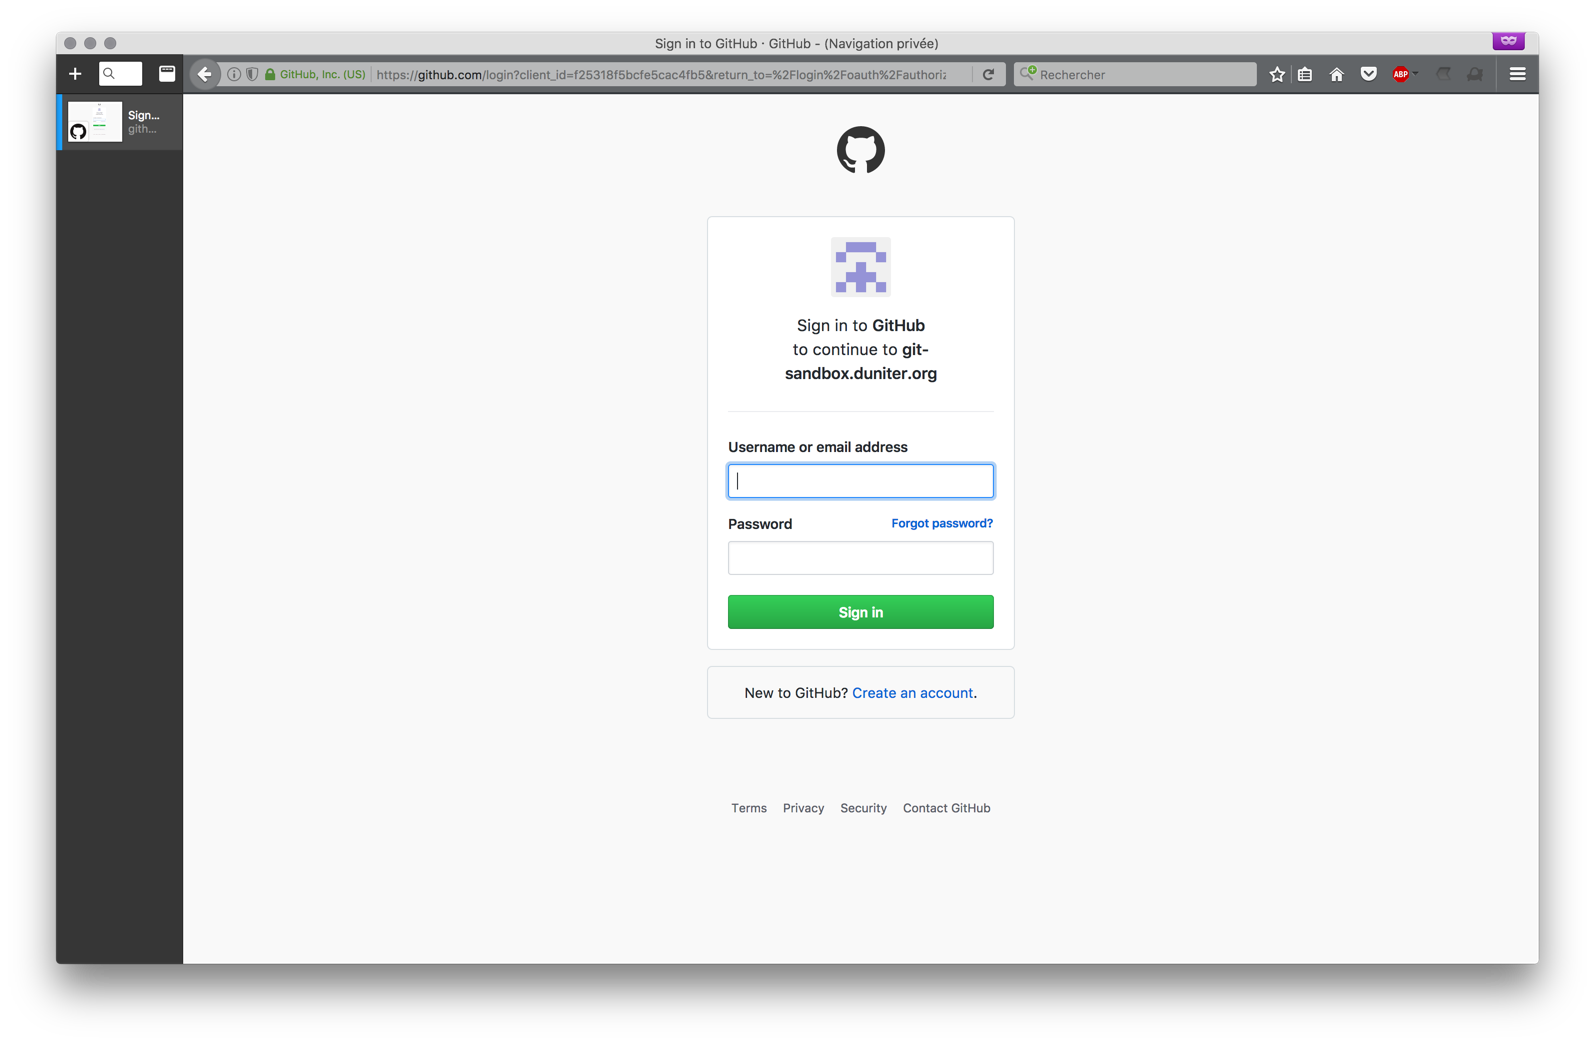 Sign in to GitHub · GitHub - (Navigation privée)
GitHub, Inc. (US)
https://github.com/login?client_id=f25318f5bcfe5cac4fb5&return_to=%2Flogin%2Foauth%2Fauthoriz
Rechercher
ABP
Sign...
gith...
Sign in to GitHub
to continue to git-
sandbox.duniter.org
Username or email address
Password
Forgot password?
Sign in
New to GitHub? Create an account.
Terms
Privacy
Security
Contact GitHub